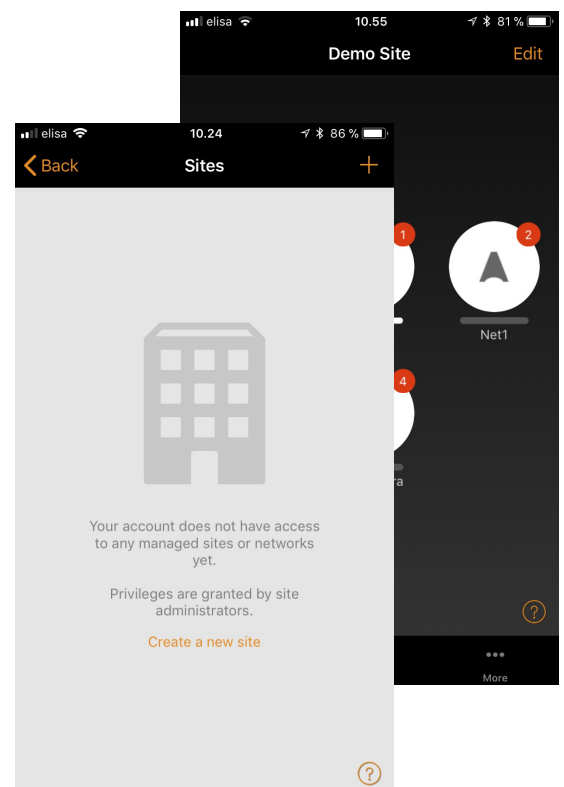 elisa
10.55
81 %
Demo Site
Edit
elisa
10.24
86 %
Back
Sites
+
1
2
Net1
4
Your account does not have access
to any managed sites or networks
yet.
Privileges are granted by site
administrators.
Create a new site
?
?
More